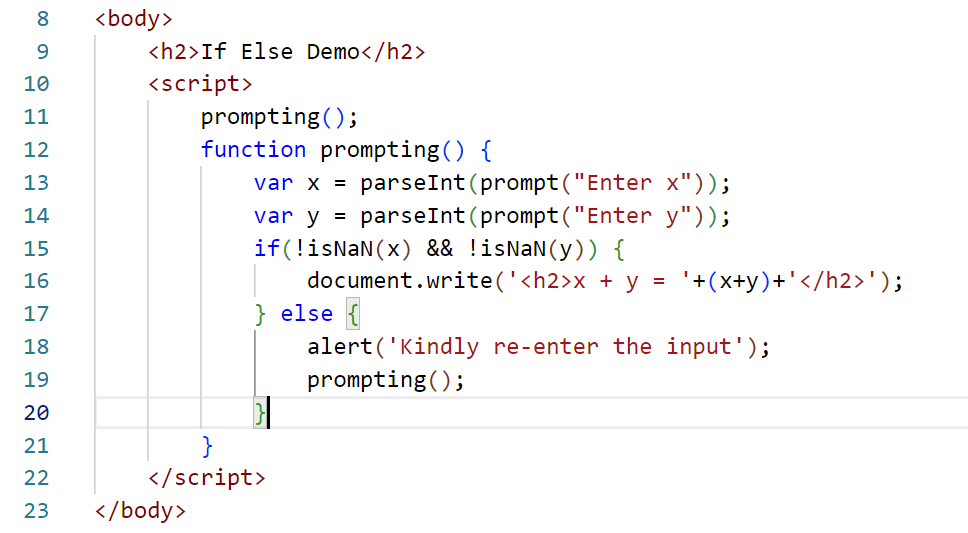 8 <body>
9 <h2>If Else Demo</h2>
10 <script>
11 prompting();
12 function prompting() {
13 var x = parseInt(prompt("Enter x"));
14 var y = parseInt(prompt("Enter y"));
15 if(!isNaN(x) && !isNaN(y)) {
16 document.write('<h2>x + y = '+(x+y)+'</h2>');
17 } else {
18 alert('Kindly re-enter the input');
19 prompting();
20 }
21 }
22 </script>
23 </body>